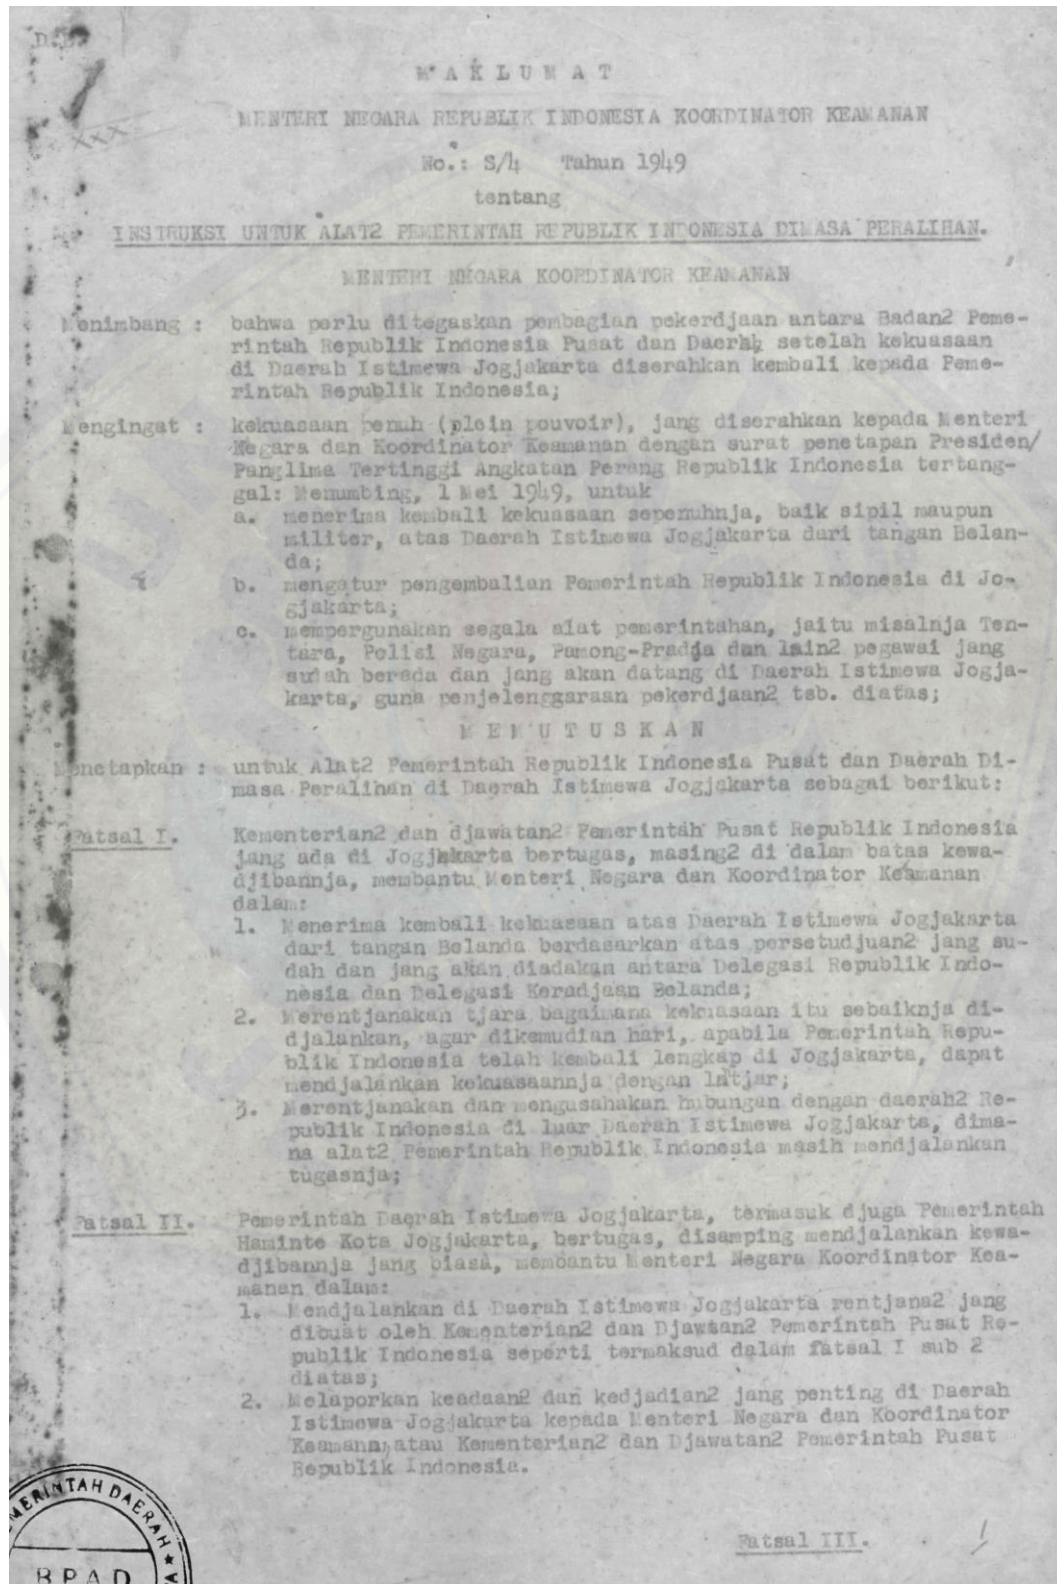 M A K L U M A T
MENTERI NEGARA REPUBLIK INDONESIA KOORDINATOR KEAMANAN
No.: S/4 Tahun 1949
tentang
INSTRUKSI UNTUK ALAT2 PEMERINTAH REPUBLIK INDONESIA DIMASA PERALIHAN.
MENTERI NEGARA KOORDINATOR KEAMANAN
Menimbang : bahwa perlu ditegaskan pembagian pekerdjaan antara Badan2 Peme-
rintah Republik Indonesia Pusat dan Daerah, setelah kekuasaan
di Daerah Istimewa Jogjakarta diserahkan kembali kepada Peme-
rintah Republik Indonesia;
Mengingat : kekuasaan penuh (plein pouvoir), jang diserahkan kepada Menteri
Negara dan Koordinator Keamanan dengan surat penetapan Presiden/
Panglima Tertinggi Angkatan Perang Republik Indonesia tertang-
gal: Menumbing, 1 Mei 1949, untuk
a. menerima kembali kekuasaan sepenuhnja, baik sipil maupun
militer, atas Daerah Istimewa Jogjakarta dari tangan Belan-
da;
b. mengatur pengembalian Pemerintah Republik Indonesia di Jo-
gjakarta;
c. mempergunakan segala alat pemerintahan, jaitu misalnja Ten-
tara, Polisi Negara, Pamong-Pradja dan lain2 pegawai jang
sudah berada dan jang akan datang di Daerah Istimewa Jogja-
karta, guna penjelenggaraan pekerdjaan2 tsb. diatas;
M E M U T U S K A N
Menetapkan : untuk Alat2 Pemerintah Republik Indonesia Pusat dan Daerah Di-
masa Peralihan di Daerah Istimewa Jogjakarta sebagai berikut:
Fatsal I. Kementerian2 dan djawatan2 Pemerintah Pusat Republik Indonesia
jang ada di Jogjakarta bertugas, masing2 di dalam batas kewa-
djibannja, membantu Menteri Negara dan Koordinator Keamanan
dalam:
1. Menerima kembali kekuasaan atas Daerah Istimewa Jogjakarta
dari tangan Belanda berdasarkan atas persetudjuan2 jang su-
dah dan jang akan diadakan antara Delegasi Republik Indo-
nesia dan Delegasi Keradjaan Belanda;
2. Merentjanakan tjara bagaimana kekuasaan itu sebaiknja di-
djalankan, agar dikemudian hari, apabila Pemerintah Repu-
blik Indonesia telah kembali lengkap di Jogjakarta, dapat
mendjalankan kekuasaannja dengan latjar;
3. Merentjanakan dan mengusahakan hubungan dengan daerah2 Re-
publik Indonesia di luar Daerah Istimewa Jogjakarta, dima-
na alat2 Pemerintah Republik Indonesia masih mendjalankan
tugasnja;
Fatsal II. Pemerintah Daerah Istimewa Jogjakarta, termasuk djuga Pemerintah
Haminte Kota Jogjakarta, bertugas, disamping mendjalankan kewa-
djibannja jang biasa, membantu Menteri Negara Koordinator Kea-
manan dalam:
1. Mendjalankan di Daerah Istimewa Jogjakarta rentjana2 jang
dibuat oleh Kementerian2 dan Djawatan2 Pemerintah Pusat Re-
publik Indonesia seperti termaksud dalam fatsal I sub 2
diatas;
2. Melaporkan keadaan2 dan kedjadian2 jang penting di Daerah
Istimewa Jogjakarta kepada Menteri Negara dan Koordinator
Keamann, atau Kementerian2 dan Djawatan2 Pemerintah Pusat
Republik Indonesia.
Fatsal III.
BPAD